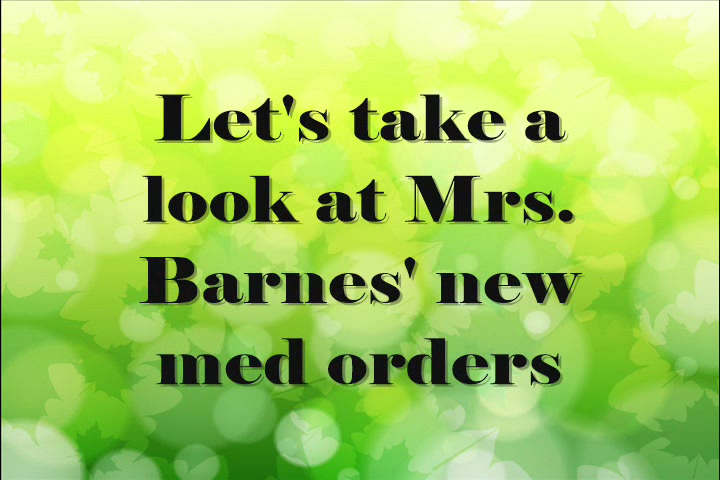 Let's take a
look at Mrs.
Barnes' new
med orders